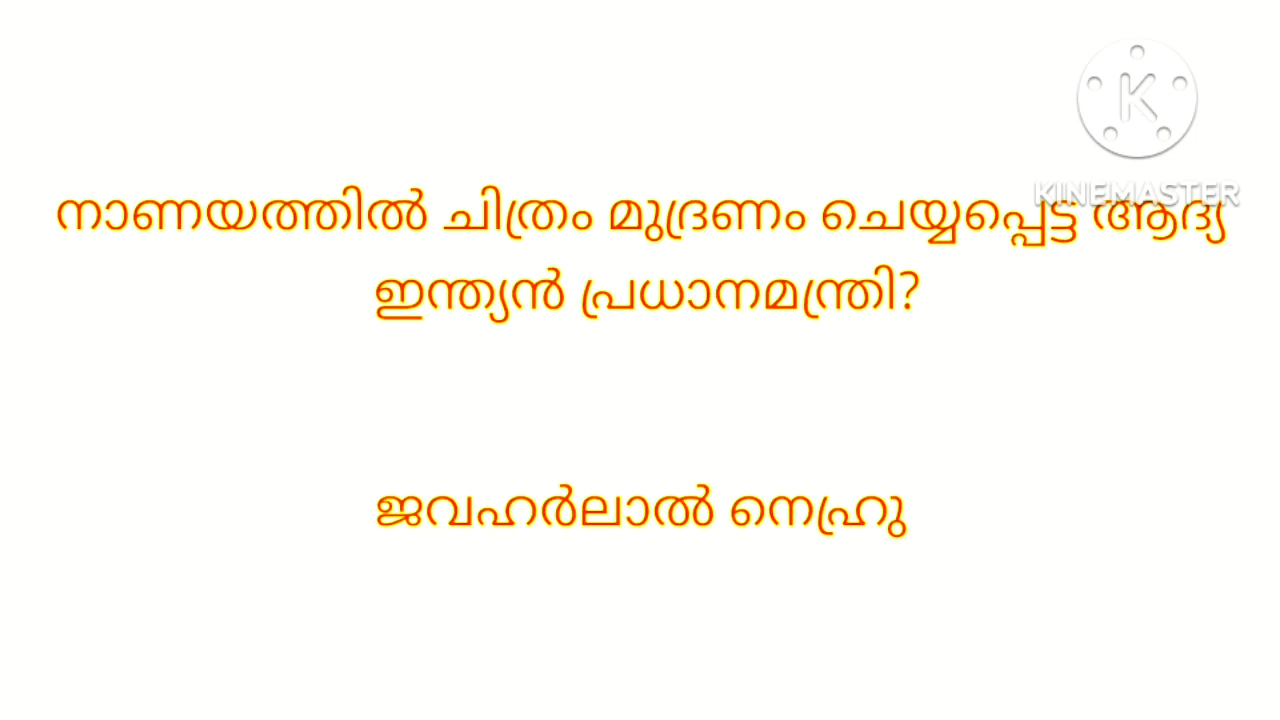 KINEMASTER
നാണയത്തിൽ ചിത്രം മുദ്രണം ചെയ്യപ്പെട്ട ആദ്യ
ഇന്ത്യൻ പ്രധാനമന്ത്രി?
ജവഹർലാൽ നെഹ്രു